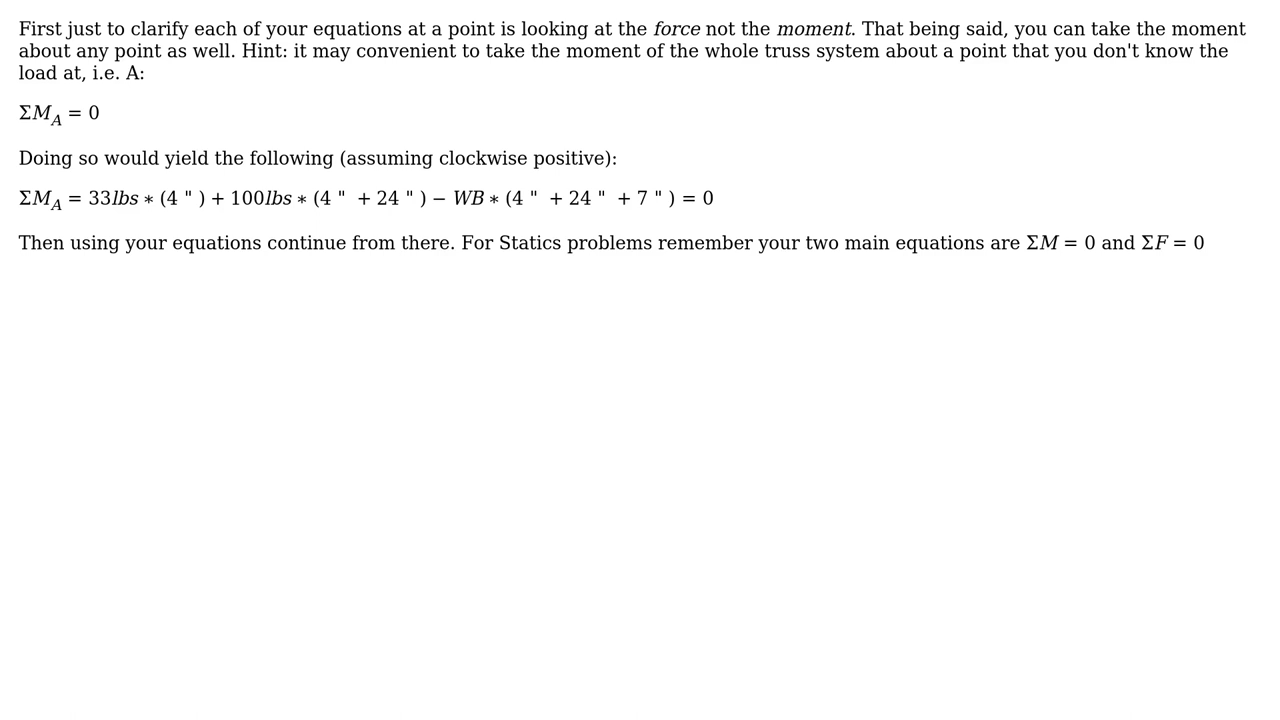 First just to clarify each of your equations at a point is looking at the force not the moment. That being said, you can take the moment
about any point as well. Hint: it may convenient to take the moment of the whole truss system about a point that you don't know the
load at, i.e. A:
ΣM_A = 0
Doing so would yield the following (assuming clockwise positive):
ΣM_A = 33lbs ∗ (4 " ) + 100lbs ∗ (4 " + 24 " ) − WB ∗ (4 " + 24 " + 7 " ) = 0
Then using your equations continue from there. For Statics problems remember your two main equations are ΣM = 0 and ΣF = 0